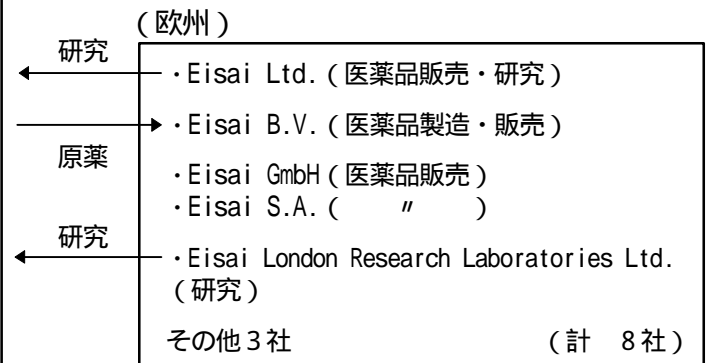 （欧州）
研究
・Eisai Ltd.（医薬品販売・研究）
・Eisai B.V.（医薬品製造・販売）
原薬
・Eisai GmbH（医薬品販売）
・Eisai S.A.（　　〃　　）
研究
・Eisai London Research Laboratories Ltd.
（研究）
その他３社　　（計　８社）